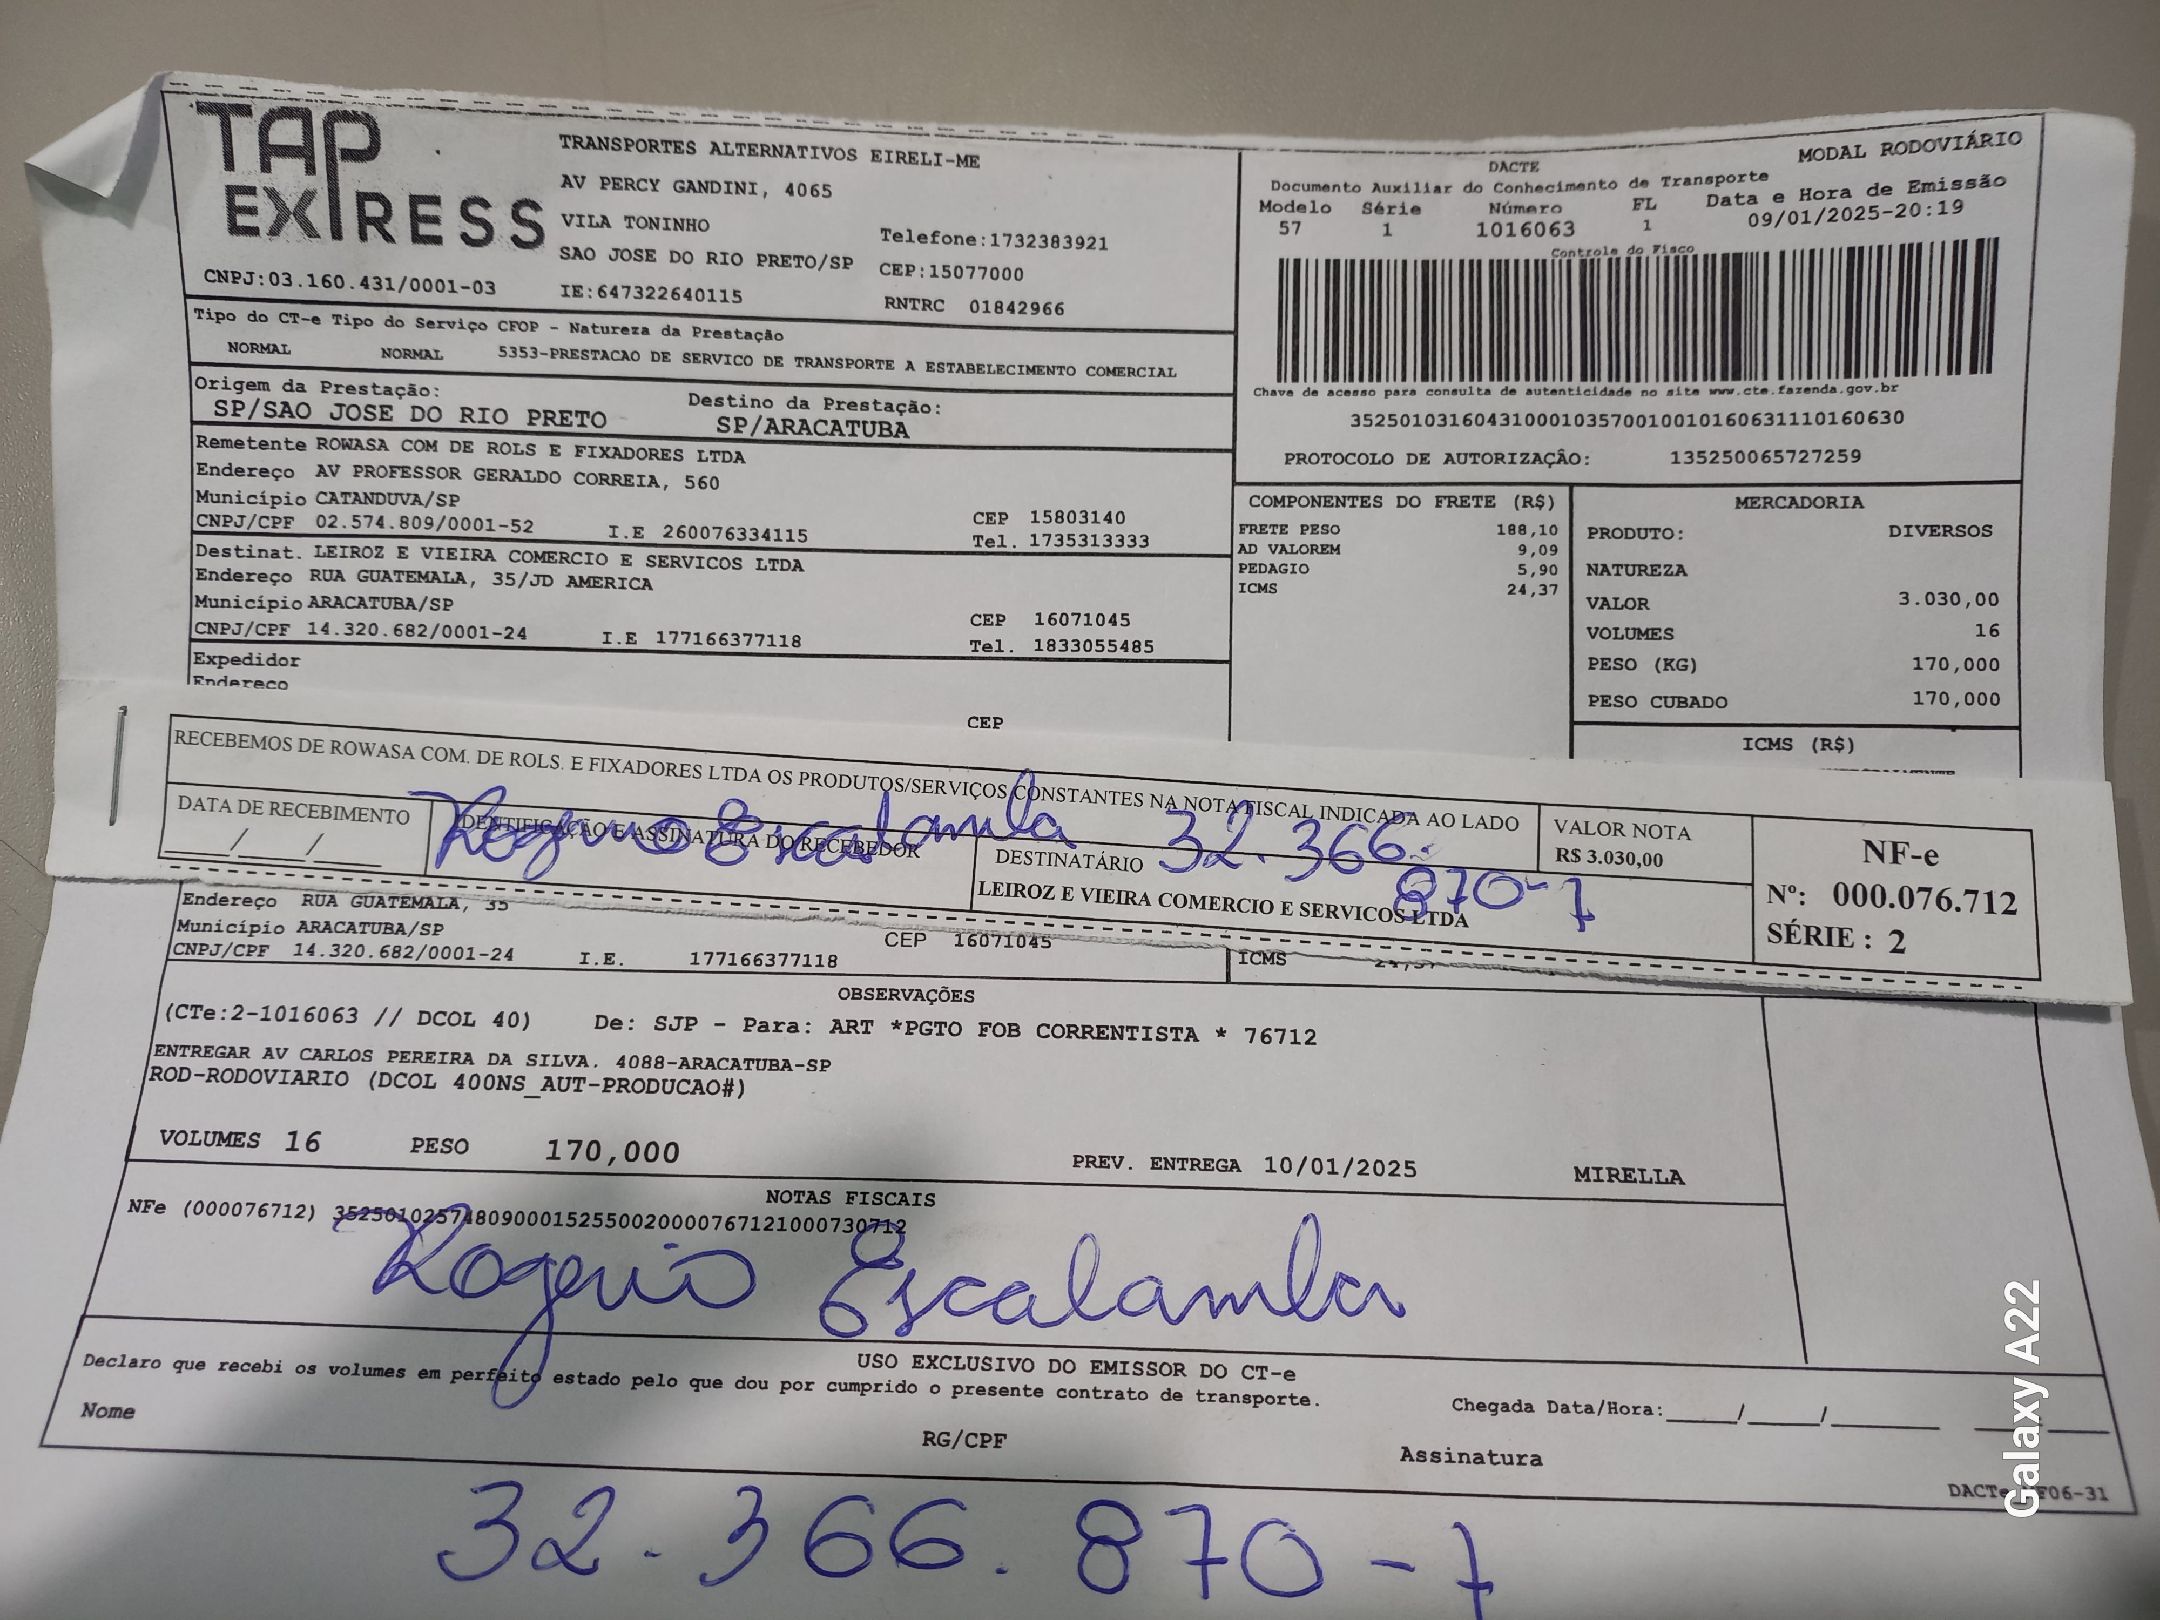 TAP
EXPRESS
TRANSPORTES ALTERNATIVOS EIRELI-ME
AV PERCY GANDINI, 4065
VILA TONINHO
Telefone:1732383921
SAO JOSE DO RIO PRETO/SP
CEP:15077000
CNPJ:03.160.431/0001-03
IE:647322640115
RNTRC 01842966
DACTE
MODAL RODOVIÁRIO
Documento Auxiliar do Conhecimento de Transporte
Modelo Série Número FL Data e Hora de Emissão
57 1 1016063 1 09/01/2025-20:19
Controle do Fisco
Chave de acesso para consulta de autenticidade no site www.cte.fazenda.gov.br
35250103160431000103570010010160631110160630
PROTOCOLO DE AUTORIZAÇÃO: 135250065727259
Tipo do CT-e Tipo do Serviço CFOP - Natureza da Prestação
NORMAL NORMAL 5353-PRESTACAO DE SERVICO DE TRANSPORTE A ESTABELECIMENTO COMERCIAL
Origem da Prestação: Destino da Prestação:
SP/SAO JOSE DO RIO PRETO SP/ARACATUBA
Remetente ROWASA COM DE ROLS E FIXADORES LTDA
Endereço AV PROFESSOR GERALDO CORREIA, 560
Município CATANDUVA/SP CEP 15803140
CNPJ/CPF 02.574.809/0001-52 I.E 260076334115 Tel. 1735313333
Destinat. LEIROZ E VIEIRA COMERCIO E SERVICOS LTDA
Endereço RUA GUATEMALA, 35/JD AMERICA
Município ARACATUBA/SP CEP 16071045
CNPJ/CPF 14.320.682/0001-24 I.E 177166377118 Tel. 1833055485
Expedidor
Endereço
CEP
COMPONENTES DO FRETE (R$)
FRETE PESO 188,10
AD VALOREM 9,09
PEDAGIO 5,90
ICMS 24,37
MERCADORIA
PRODUTO: DIVERSOS
NATUREZA
VALOR 3.030,00
VOLUMES 16
PESO (KG) 170,000
PESO CUBADO 170,000
ICMS (R$)
RECEBEMOS DE ROWASA COM. DE ROLS. E FIXADORES LTDA OS PRODUTOS/SERVIÇOS CONSTANTES NA NOTA FISCAL INDICADA AO LADO
DATA DE RECEBIMENTO
___/___/___
IDENTIFICAÇÃO E ASSINATURA DO RECEBEDOR
Rogerio Escalambra 32.366.
870-7
DESTINATÁRIO
LEIROZ E VIEIRA COMERCIO E SERVICOS LTDA
VALOR NOTA
R$ 3.030,00
NF-e
Nº: 000.076.712
SÉRIE : 2
Endereço RUA GUATEMALA, 35
Município ARACATUBA/SP CEP 16071045
CNPJ/CPF 14.320.682/0001-24 I.E. 177166377118
ICMS 24,37
OBSERVAÇÕES
(CTe:2-1016063 // DCOL 40) De: SJP - Para: ART *PGTO FOB CORRENTISTA * 76712
ENTREGAR AV CARLOS PEREIRA DA SILVA. 4088-ARACATUBA-SP
ROD-RODOVIARIO (DCOL 400NS_AUT-PRODUCAO#)
VOLUMES 16 PESO 170,000 PREV. ENTREGA 10/01/2025 MIRELLA
NOTAS FISCAIS
NFe (000076712) 35250102574809000152550020000767121000730712
Rogerio Escalambra
USO EXCLUSIVO DO EMISSOR DO CT-e
Declaro que recebi os volumes em perfeito estado pelo que dou por cumprido o presente contrato de transporte.
Chegada Data/Hora:_____/_____/_______
Nome RG/CPF Assinatura
32.366.870-7
Galaxy A22